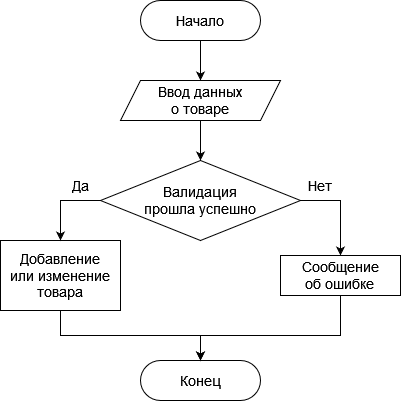 Начало
Ввод данных
о товаре
Да
Валидация
прошла успешно
Нет
Добавление
или изменение
товара
Сообщение
об ошибке
Конец